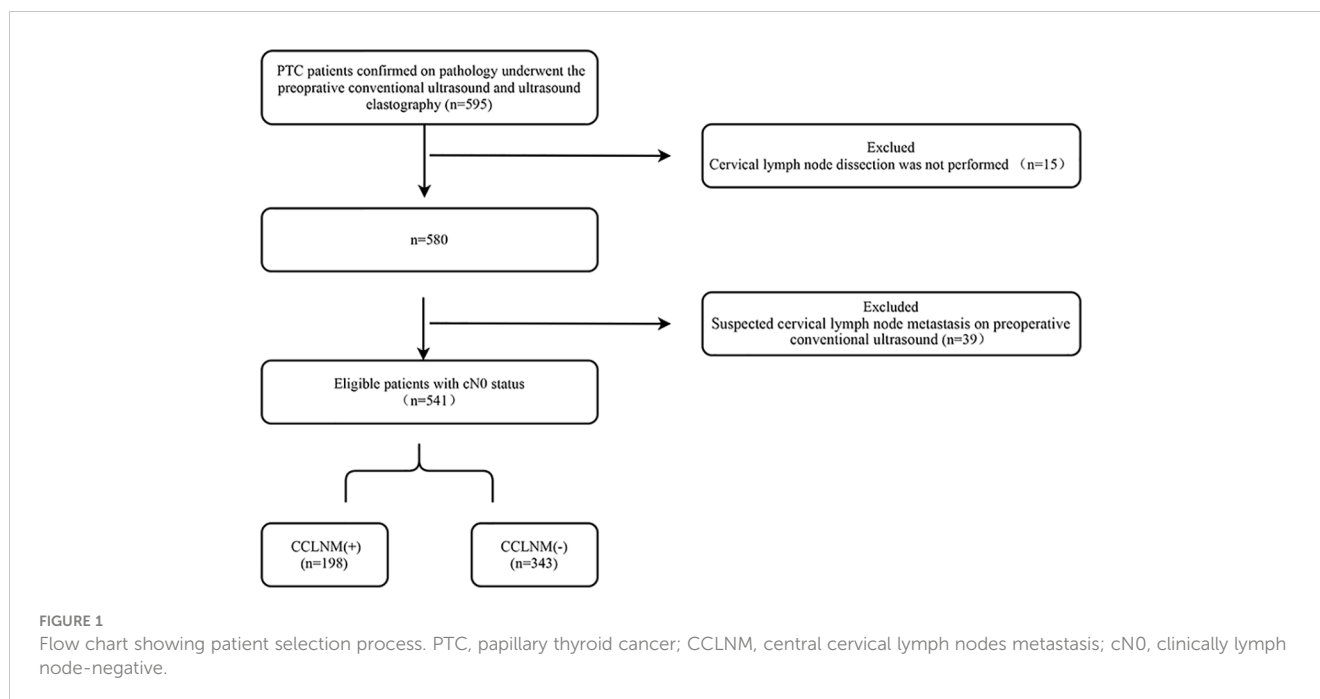 PTC patients confirmed on pathology underwent the
preoprative conventional ultrasound and ultrasound
elastography (n=595)
Exclued
Cervical lymph node dissection was not performed （n=15）
n=580
Excluded
Suspected cervical lymph node metastasis on preoperative
conventional ultrasound (n=39）
Eligible patients with cN0 status
（n=541）
CCLNM(+)
(n=198)
CCLNM(-)
(n=343)
FIGURE 1
Flow chart showing patient selection process. PTC, papillary thyroid cancer; CCLNM, central cervical lymph nodes metastasis; cN0, clinically lymph
node-negative.